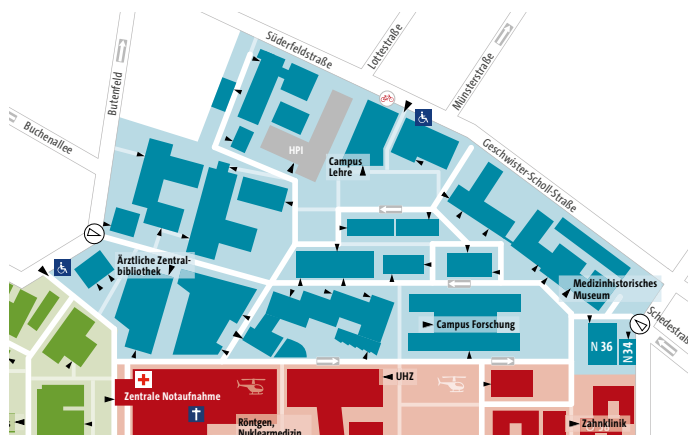 Süderfeldstraße
Lottestraße
Münsterstraße
Butenfeld
Buchenallee
HPI
Campus
Lehre
Geschwister-Scholl-Straße
Ärztliche Zentral-
bibliothek
Medizinhistorisches
Museum
Schedestraß
Campus Forschung
N 36
N 34
UHZ
Zentrale Notaufnahme
Röntgen,
Nuklearmedizin
Zahnklinik